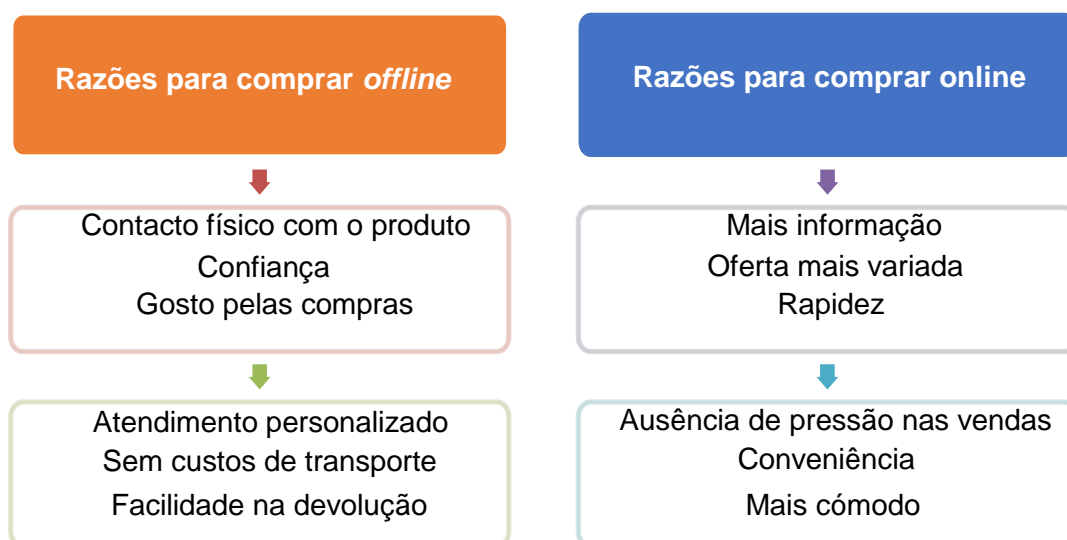 Razões para comprar offline
Contacto físico com o produto
Confiança
Gosto pelas compras
Atendimento personalizado
Sem custos de transporte
Facilidade na devolução
Razões para comprar online
Mais informação
Oferta mais variada
Rapidez
Ausência de pressão nas vendas
Conveniência
Mais cómodo